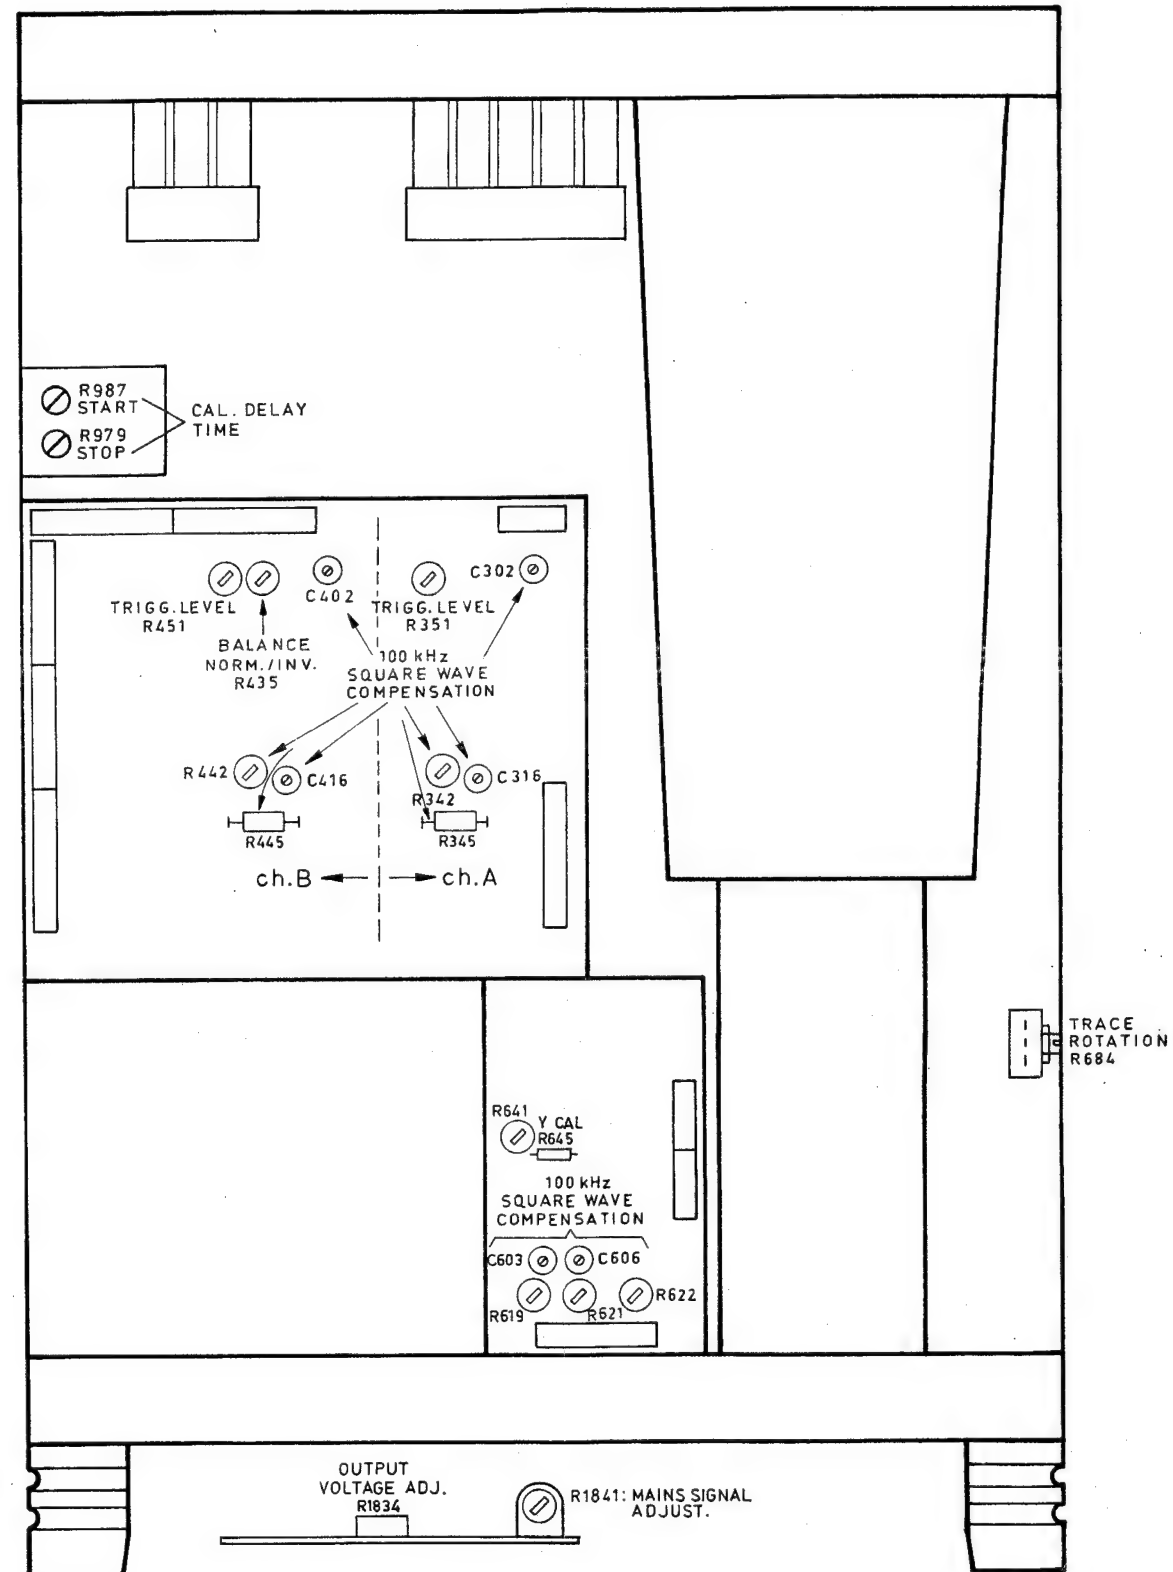 R987
START
R979
STOP
CAL. DELAY
TIME
C402
C302
TRIGG.LEVEL
R451
TRIGG.LEVEL
R351
BALANCE
NORM./INV.
R435
100 kHz
SQUARE WAVE
COMPENSATION
R442
C416
R342
C316
R445
R345
ch.B
ch.A
TRACE
ROTATION
R684
R641
Y CAL
R645
100 kHz
SQUARE WAVE
COMPENSATION
C603
C606
R619
R621
R622
OUTPUT
VOLTAGE ADJ.
R1834
R1841: MAINS SIGNAL
ADJUST.